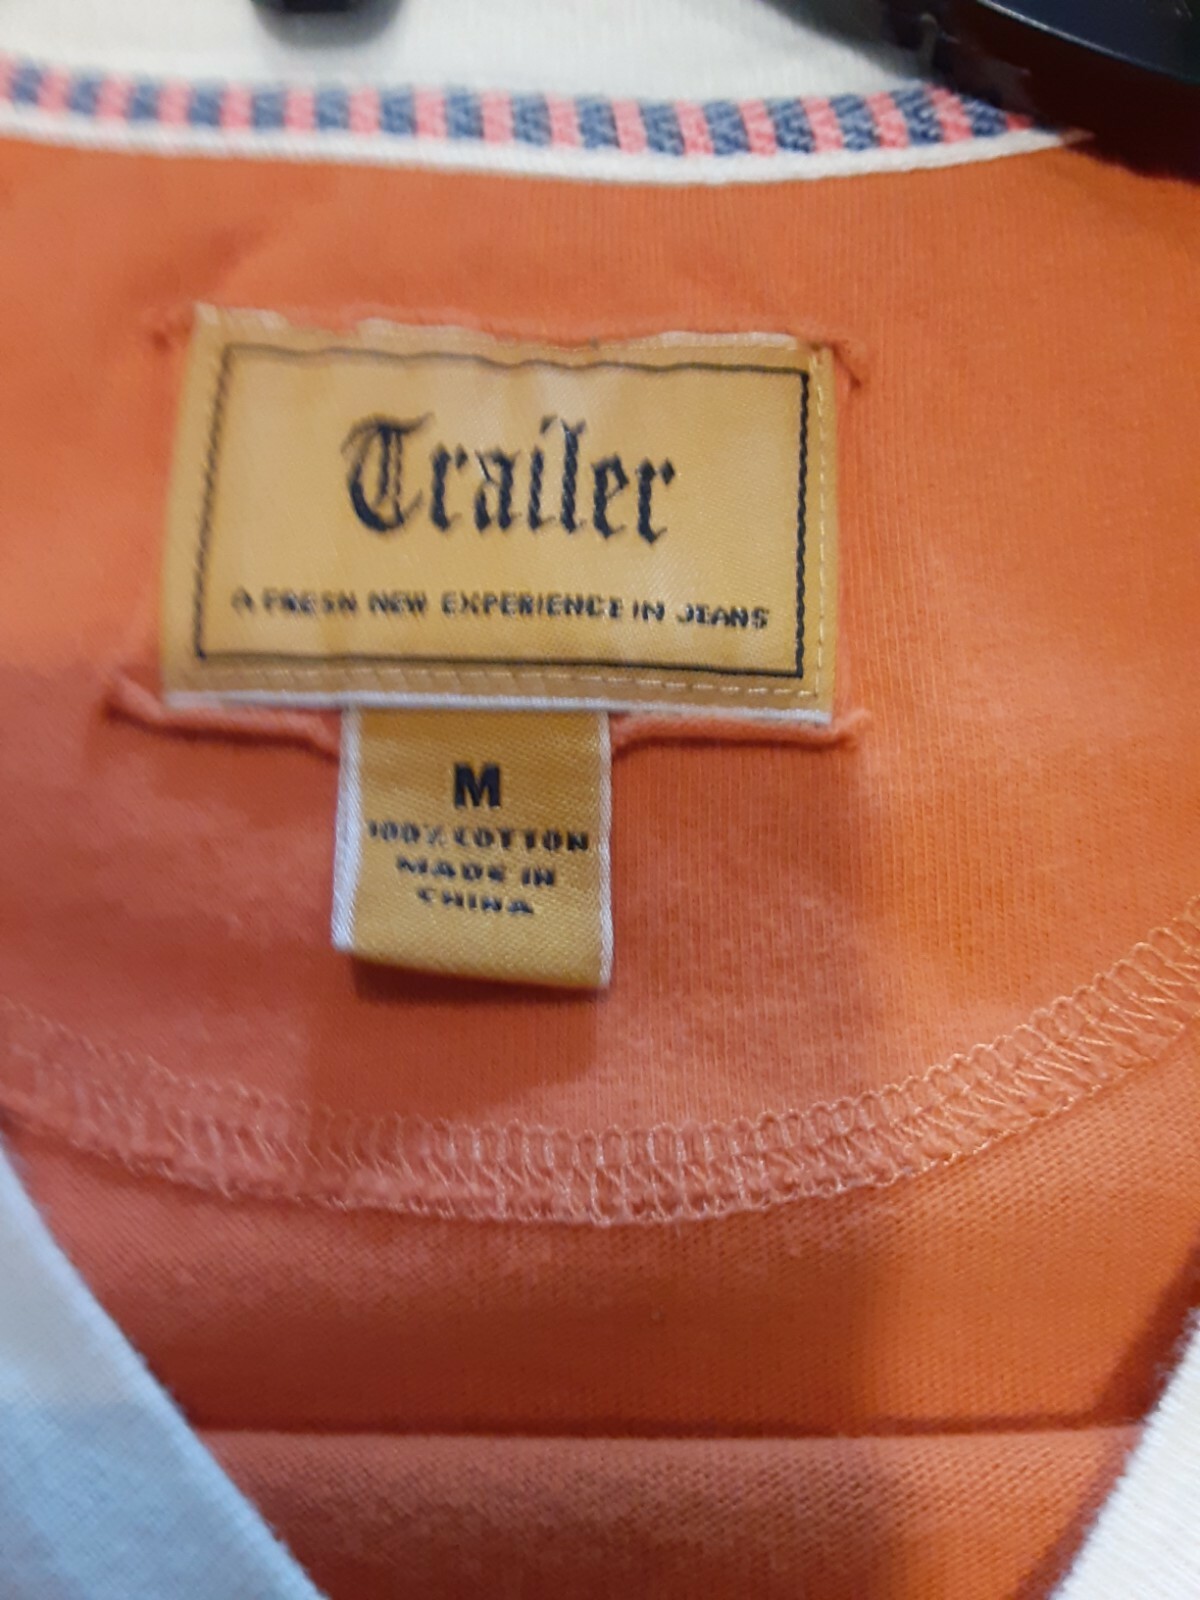 Trailer
A FRESH NEW EXPERIENCE IN JEANS
M
100% COTTON
MADE IN
CHINA